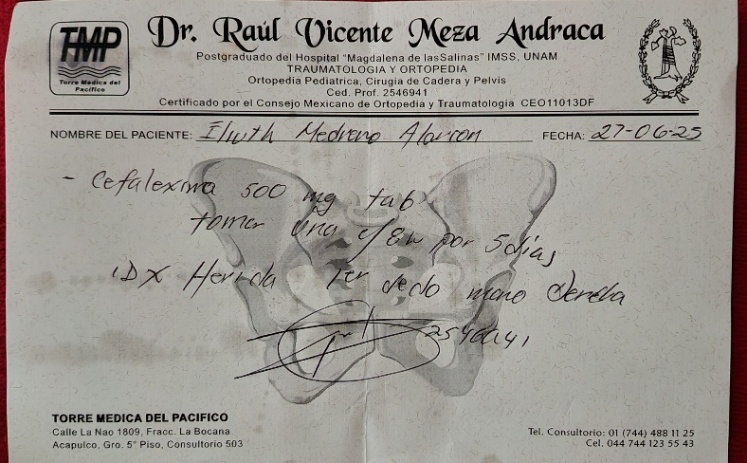 TMP
Torre Medica del Pacífico
Dr. Raúl Vicente Meza Andraca
Postgraduado del Hospital "Magdalena de lasSalinas" IMSS, UNAM
TRAUMATOLOGIA Y ORTOPEDIA
Ortopedia Pediatrica, Cirugia de Cadera y Pelvis
Ced. Prof. 2546941
Certificado por el Consejo Mexicano de Ortopedia y Traumatología CEO11013DF
NOMBRE DEL PACIENTE: Medrano Alarcon FECHA: 27-06-25
- Cefalexina 500 mg tab
tomar una c/8h por 5 dias
IDX Herida 1er dedo mano derecha
2546941
TORRE MEDICA DEL PACIFICO
Calle La Nao 1809, Fracc. La Bocana
Acapulco, Gro. 5° Piso, Consultorio 503
Tel. Consultorio: 01 (744) 488 11 25
Cel. 044 744 123 55 43